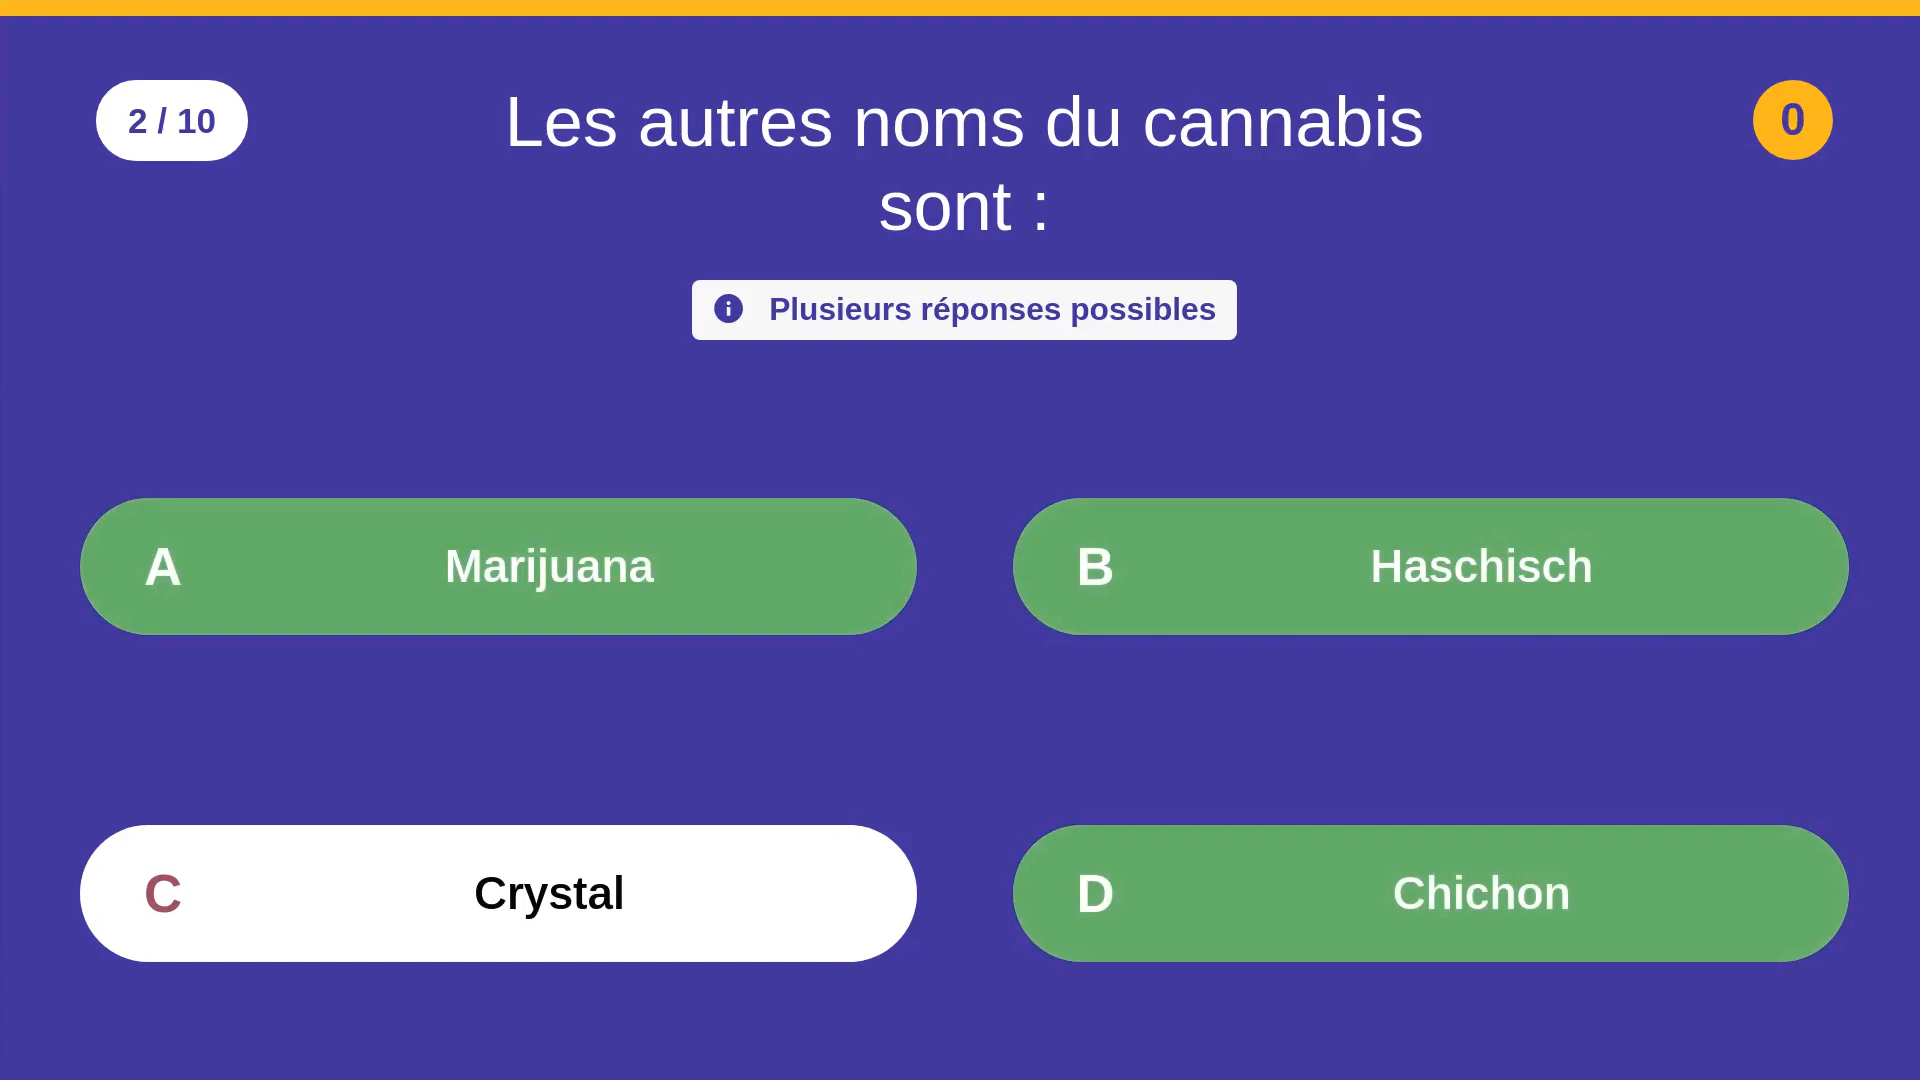 2 / 10
Les autres noms du cannabis
sont :
0
Plusieurs réponses possibles
A Marijuana
B Haschisch
C Crystal
D Chichon